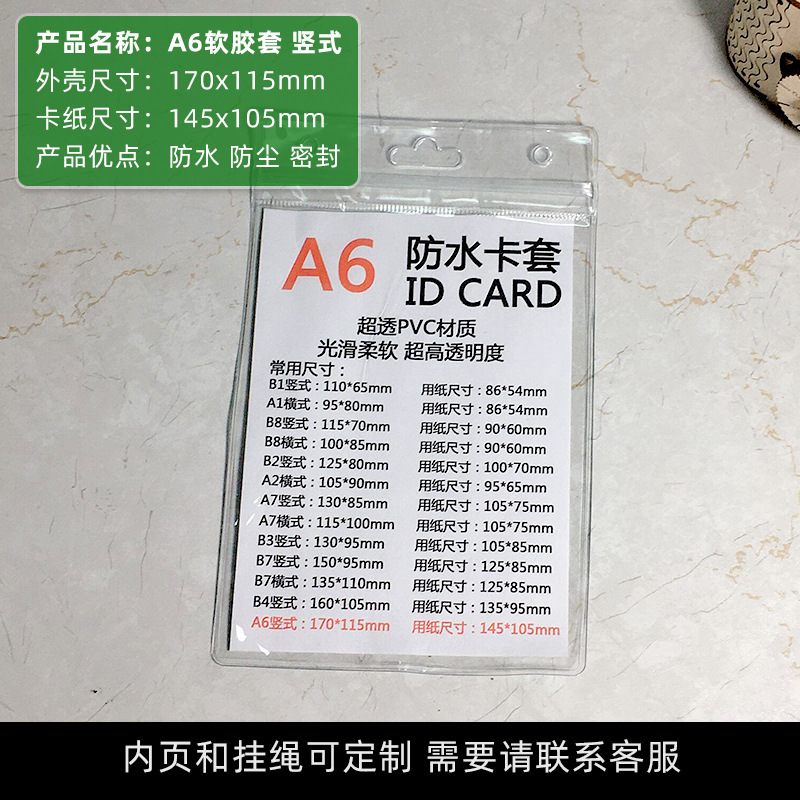 产品名称：A6软胶套 竖式
外壳尺寸：170x115mm
卡纸尺寸：145x105mm
产品优点：防水 防尘 密封
A6 防水卡套
ID CARD
超透PVC材质
光滑柔软 超高透明度
常用尺寸：
B1竖式：110*65mm 用纸尺寸：86*54mm
A1横式：95*80mm 用纸尺寸：86*54mm
B8竖式：115*70mm 用纸尺寸：90*60mm
B8横式：100*85mm 用纸尺寸：90*60mm
B2竖式：125*80mm 用纸尺寸：100*70mm
A2横式：105*90mm 用纸尺寸：95*65mm
A7竖式：130*85mm 用纸尺寸：105*75mm
A7横式：115*100mm 用纸尺寸：105*75mm
B3竖式：130*95mm 用纸尺寸：105*85mm
B7竖式：150*95mm 用纸尺寸：125*85mm
B7横式：135*110mm 用纸尺寸：125*85mm
B4竖式：160*105mm 用纸尺寸：135*95mm
A6竖式：170*115mm 用纸尺寸：145*105mm
内页和挂绳可定制 需要请联系客服